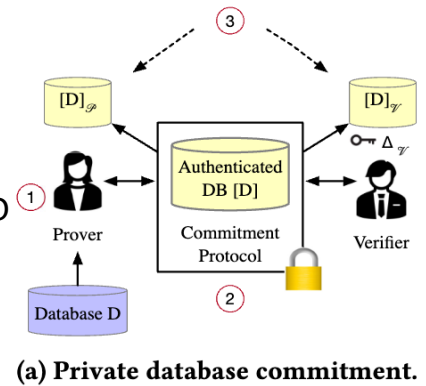 3
[D]𝒫
[D]𝒱
Δ𝒱
Authenticated
DB [D]
1
Prover
Commitment
Protocol
Verifier
2
Database D
(a) Private database commitment.